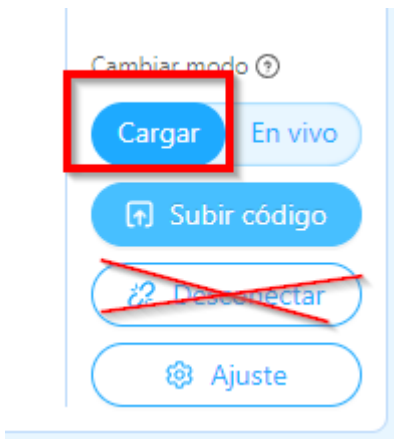 Cambiar modo
Cargar En vivo
Subir código
Desconectar
Ajuste